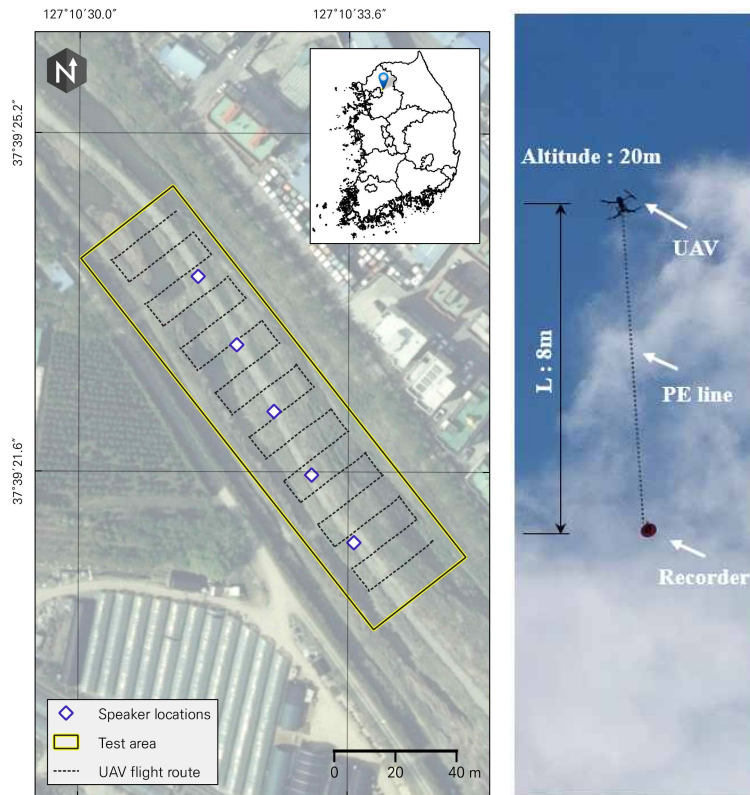 127°10′30.0″
127°10′33.6″
N
37°39′25.2″
37°39′21.6″
Speaker locations
Test area
UAV flight route
0 20 40 m
Altitude : 20m
UAV
L : 8m
PE line
Recorder